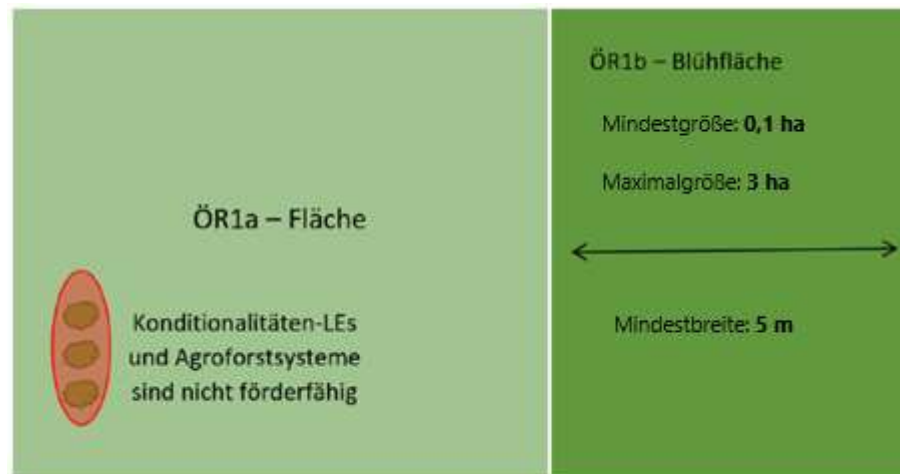 ÖR1a – Fläche
Konditionalitäten-LEs
und Agroforstsysteme
sind nicht förderfähig
ÖR1b – Blühfläche
Mindestgröße: 0,1 ha
Maximalgröße: 3 ha
Mindestbreite: 5 m